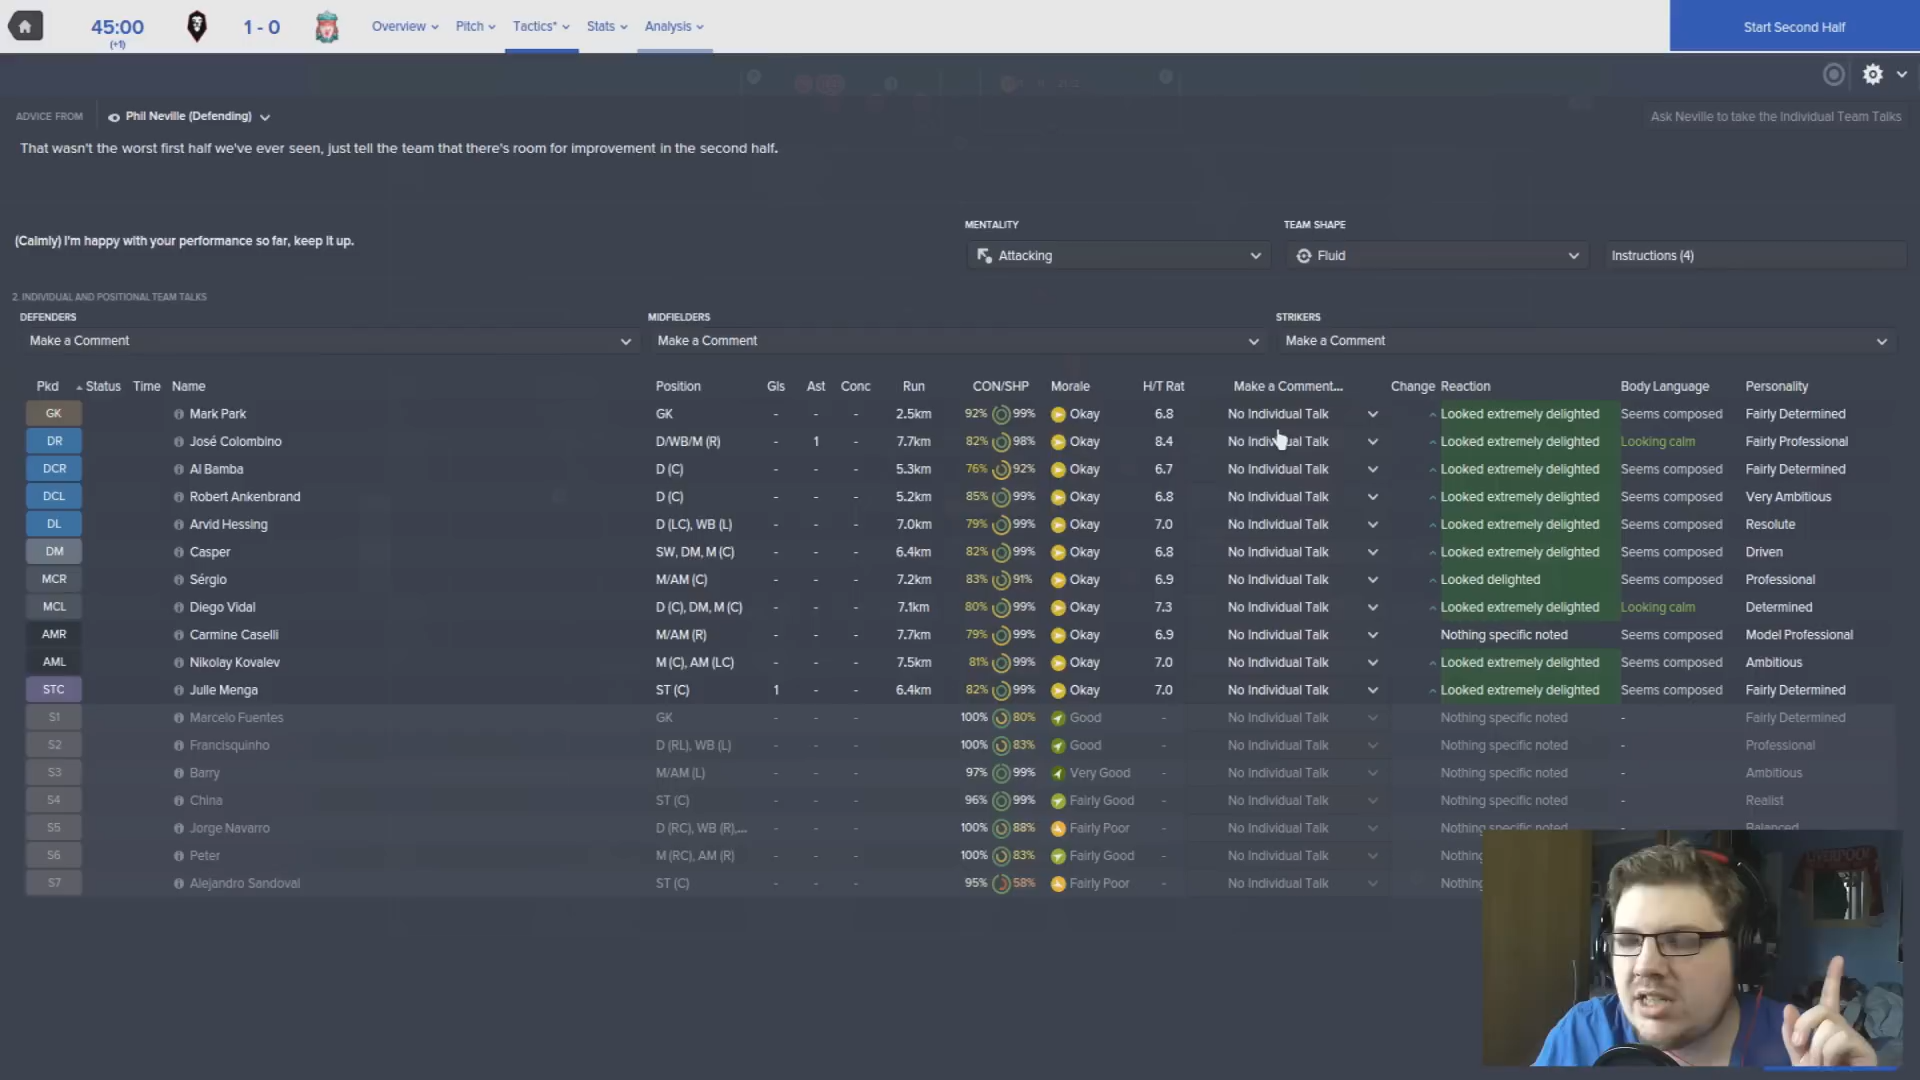 45:00
(+1)
1 - 0
Overview
Pitch
Tactics*
Stats
Analysis
Start Second Half
ADVICE FROM
Phil Neville (Defending)
Ask Neville to take the Individual Team Talks
That wasn't the worst first half we've ever seen, just tell the team that there's room for improvement in the second half.
MENTALITY
TEAM SHAPE
(Calmly) I'm happy with your performance so far, keep it up.
Attacking
Fluid
Instructions (4)
2. INDIVIDUAL AND POSITIONAL TEAM TALKS
DEFENDERS
MIDFIELDERS
STRIKERS
Make a Comment
Make a Comment
Make a Comment
Pkd Status Time Name Position Gls Ast Conc Run CON/SHP Morale H/T Rat Make a Comment... Change Reaction Body Language Personality
GK Mark Park GK - - - 2.5km 92% 99% Okay 6.8 No Individual Talk Looked extremely delighted Seems composed Fairly Determined
DR José Colombino D/WB/M (R) - 1 - 7.7km 82% 98% Okay 8.4 No Individual Talk Looked extremely delighted Looking calm Fairly Professional
DCR Al Bamba D (C) - - - 5.3km 76% 92% Okay 6.7 No Individual Talk Looked extremely delighted Seems composed Fairly Determined
DCL Robert Ankenbrand D (C) - - - 5.2km 85% 99% Okay 6.8 No Individual Talk Looked extremely delighted Seems composed Very Ambitious
DL Arvid Hessing D (LC), WB (L) - - - 7.0km 79% 99% Okay 7.0 No Individual Talk Looked extremely delighted Seems composed Resolute
DM Casper SW, DM, M (C) - - - 6.4km 82% 99% Okay 6.8 No Individual Talk Looked extremely delighted Seems composed Driven
MCR Sérgio M/AM (C) - - - 7.2km 83% 91% Okay 6.9 No Individual Talk Looked delighted Seems composed Professional
MCL Diego Vidal D (C), DM, M (C) - - - 7.1km 80% 99% Okay 7.3 No Individual Talk Looked extremely delighted Looking calm Determined
AMR Carmine Caselli M/AM (R) - - - 7.7km 79% 99% Okay 6.9 No Individual Talk Nothing specific noted Seems composed Model Professional
AML Nikolay Kovalev M (C), AM (LC) - - - 7.5km 81% 99% Okay 7.0 No Individual Talk Looked extremely delighted Seems composed Ambitious
STC Julle Menga ST (C) 1 - - 6.4km 82% 99% Okay 7.0 No Individual Talk Looked extremely delighted Seems composed Fairly Determined
S1 Marcelo Fuentes GK - - - 100% 80% Good - No Individual Talk Nothing specific noted - Fairly Determined
S2 Francisquinho D (RL), WB (L) - - - 100% 83% Good - No Individual Talk Nothing specific noted - Professional
S3 Barry M/AM (L) - - - 97% 99% Very Good - No Individual Talk Nothing specific noted - Ambitious
S4 China ST (C) - - - 96% 99% Fairly Good - No Individual Talk Nothing specific noted - Realist
S5 Jorge Navarro D (RC), WB (R),... - - - 100% 88% Fairly Poor - No Individual Talk Nothing specific noted - Balanced
S6 Peter M (RC), AM (R) - - - 100% 83% Fairly Good - No Individual Talk Nothing
S7 Alejandro Sandoval ST (C) - - - 95% 58% Fairly Poor - No Individual Talk Nothing
LIVERPOOL